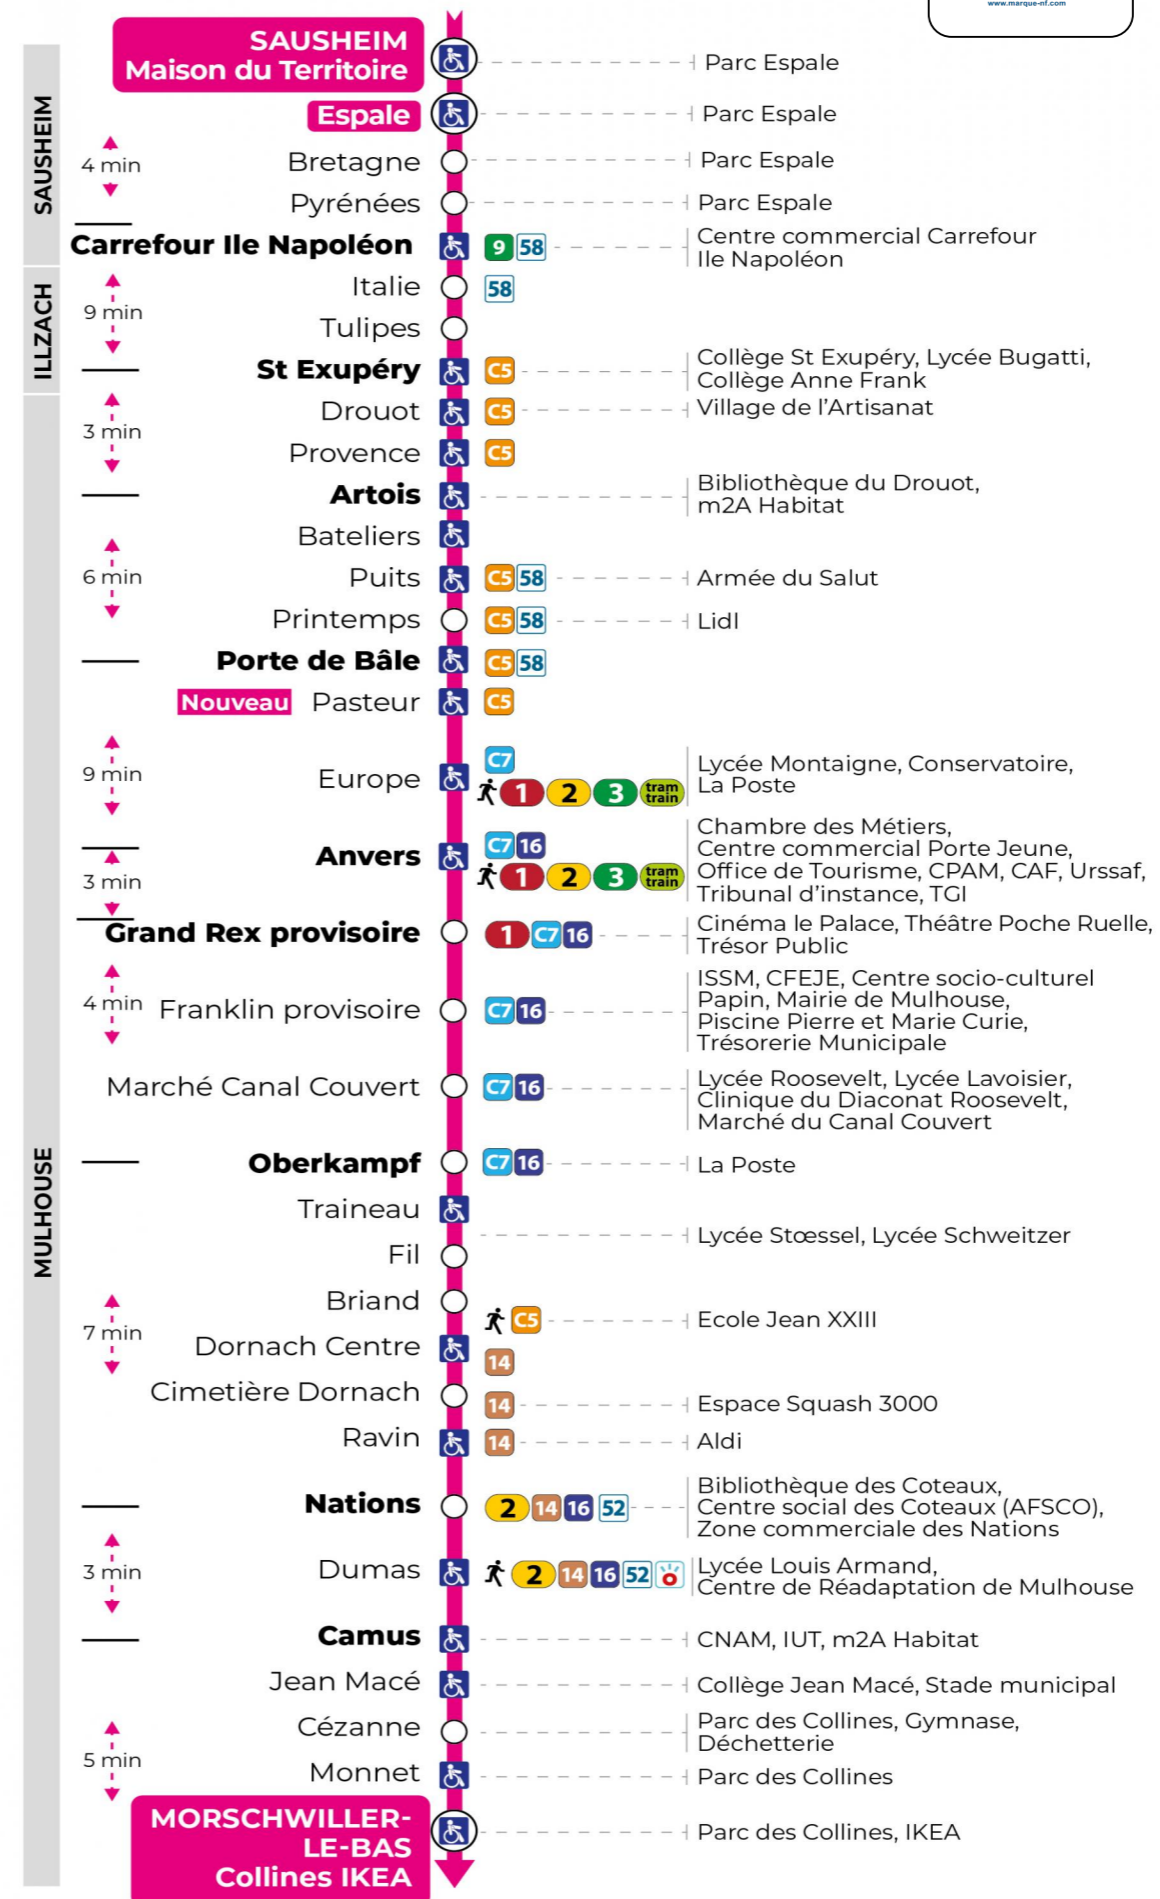 www.marque-nf.com
SAUSHEIM
Maison du Territoire
Parc Espale
Espale
Parc Espale
SAUSHEIM
4 min
Bretagne
Parc Espale
Pyrénées
Parc Espale
Carrefour Ile Napoléon
9 58
Centre commercial Carrefour
Ile Napoléon
ILLZACH
9 min
Italie
58
Tulipes
St Exupéry
C5
Collège St Exupéry, Lycée Bugatti,
Collège Anne Frank
MULHOUSE
3 min
Drouot
C5
Village de l'Artisanat
Provence
C5
Artois
Bibliothèque du Drouot,
m2A Habitat
6 min
Bateliers
Puits
C5 58
Armée du Salut
Printemps
C5 58
Lidl
Porte de Bâle
C5 58
Nouveau Pasteur
C5
9 min
Europe
C7
1 2 3 tram
train
Lycée Montaigne, Conservatoire,
La Poste
Anvers
C7 16
1 2 3 tram
train
Chambre des Métiers,
Centre commercial Porte Jeune,
Office de Tourisme, CPAM, CAF, Urssaf,
Tribunal d'instance, TGI
3 min
Grand Rex provisoire
1 C7 16
Cinéma le Palace, Théâtre Poche Ruelle,
Trésor Public
4 min
Franklin provisoire
C7 16
ISSM, CFEJE, Centre socio-culturel
Papin, Mairie de Mulhouse,
Piscine Pierre et Marie Curie,
Trésorerie Municipale
Marché Canal Couvert
C7 16
Lycée Roosevelt, Lycée Lavoisier,
Clinique du Diaconat Roosevelt,
Marché du Canal Couvert
Oberkampf
C7 16
La Poste
Traineau
Lycée Stœssel, Lycée Schweitzer
Fil
7 min
Briand
C5
Ecole Jean XXIII
Dornach Centre
14
Cimetière Dornach
14
Espace Squash 3000
Ravin
14
Aldi
Nations
2 14 16 52
Bibliothèque des Coteaux,
Centre social des Coteaux (AFSCO),
Zone commerciale des Nations
3 min
Dumas
2 14 16 52
Lycée Louis Armand,
Centre de Réadaptation de Mulhouse
Camus
CNAM, IUT, m2A Habitat
Jean Macé
Collège Jean Macé, Stade municipal
5 min
Cézanne
Parc des Collines, Gymnase,
Déchetterie
Monnet
Parc des Collines
MORSCHWILLER-
LE-BAS
Collines IKEA
Parc des Collines, IKEA